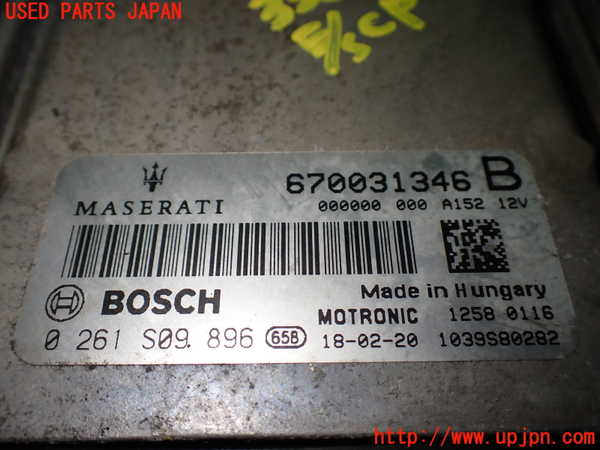 USED PARTS JAPAN
E/SCP
MASERATI
670031346 B
000000 000 A152 12V
BOSCH
Made in Hungary
MOTRONIC 1258 0116
0 261 S09.896 65B 18-02-20 1039S80282
http://www.upjpn.com/